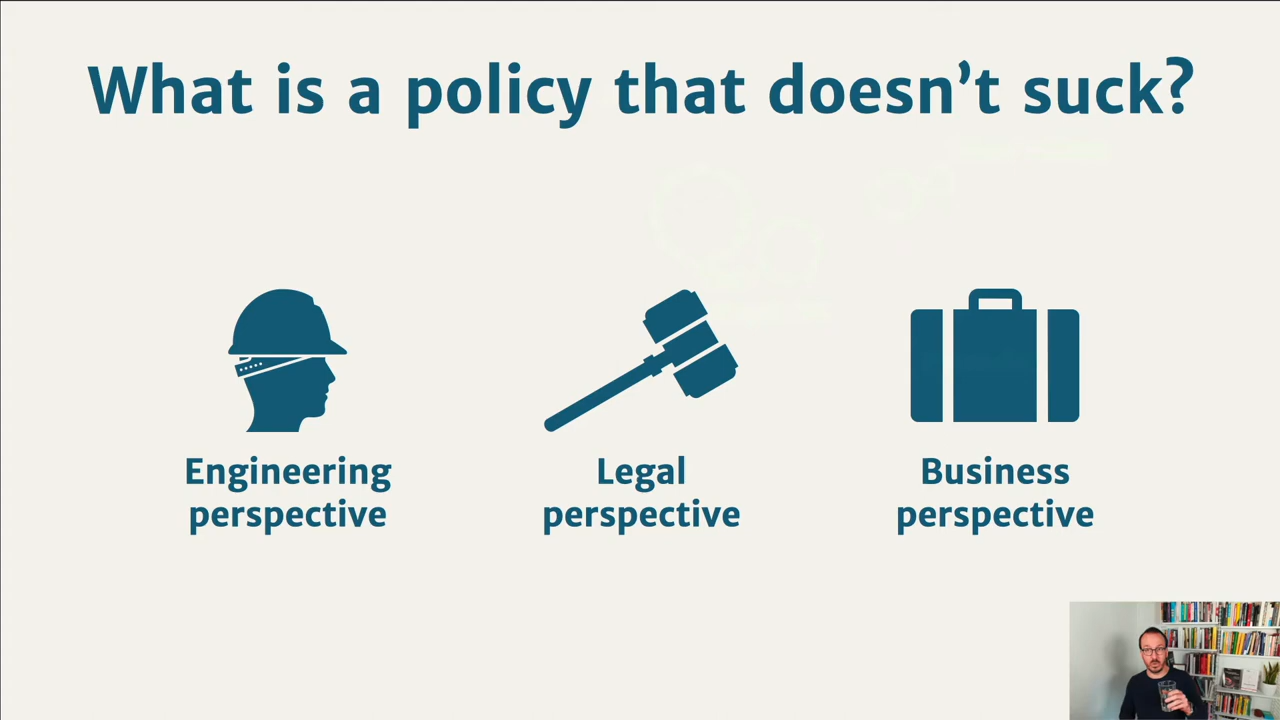 What is a policy that doesn’t suck?
Engineering
perspective
Legal
perspective
Business
perspective